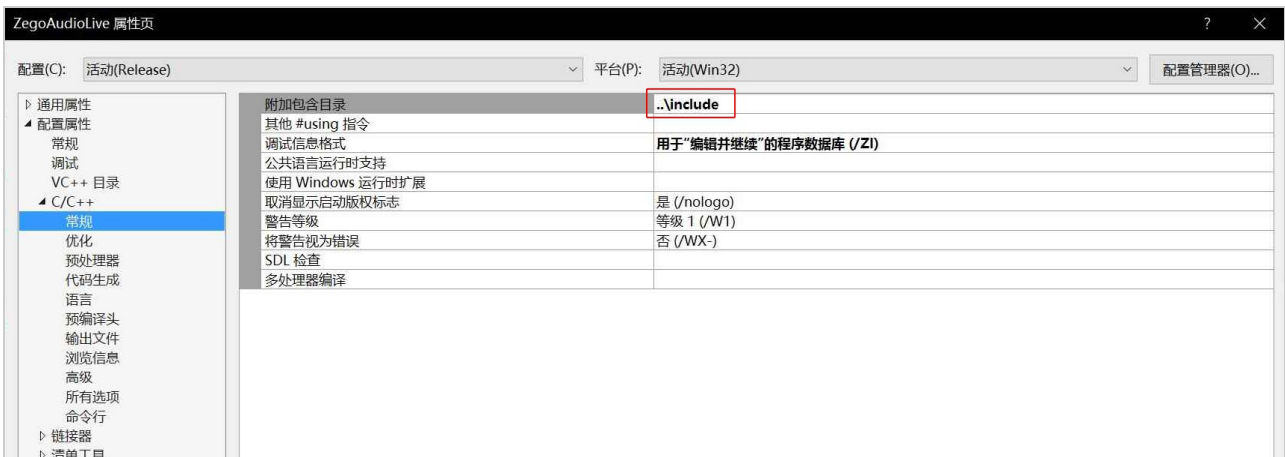 ZegoAudioLive 属性页
配置(C): 活动(Release) 平台(P): 活动(Win32) 配置管理器(O)...
通用属性
配置属性
常规
调试
VC++ 目录
C/C++
常规
优化
预处理器
代码生成
语言
预编译头
输出文件
浏览信息
高级
所有选项
命令行
链接器
清单工具
附加包含目录 ..\include
其他 #using 指令
调试信息格式 用于“编辑并继续”的程序数据库 (/ZI)
公共语言运行时支持
使用 Windows 运行时扩展
取消显示启动版权标志 是 (/nologo)
警告等级 等级 1 (/W1)
将警告视为错误 否 (/WX-)
SDL 检查
多处理器编译